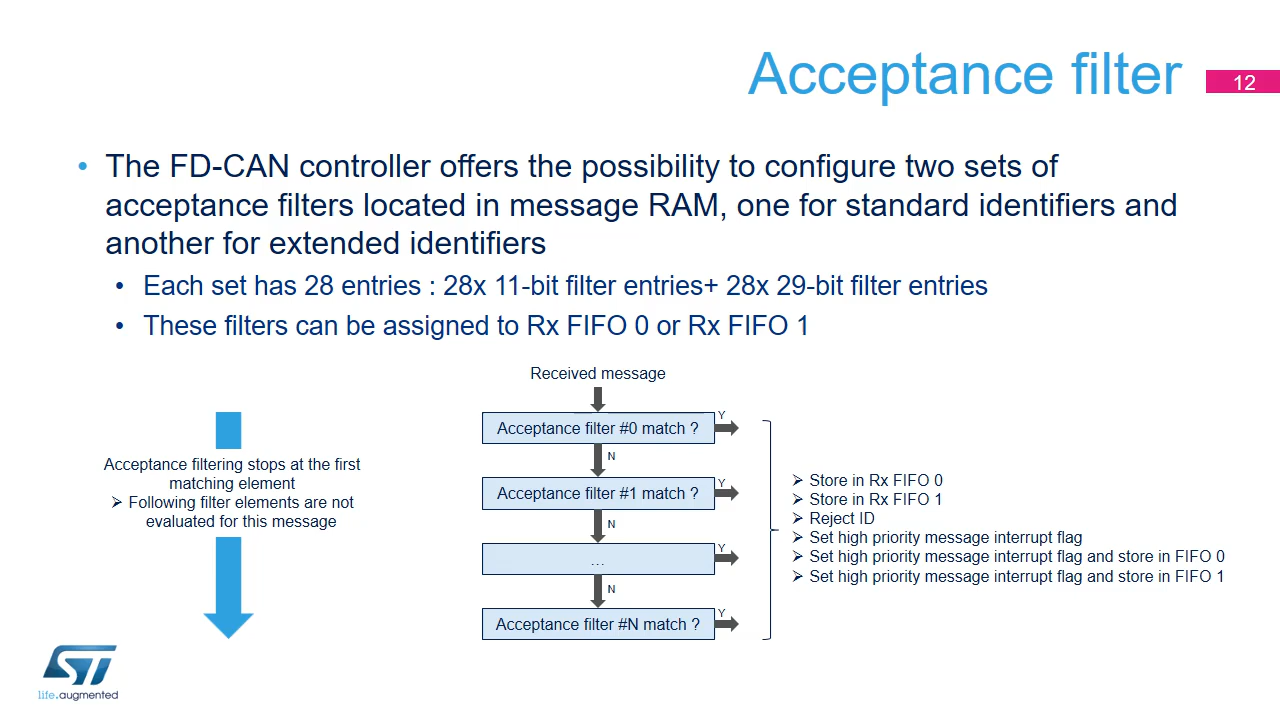 Acceptance filter
12
• The FD-CAN controller offers the possibility to configure two sets of
acceptance filters located in message RAM, one for standard identifiers and
another for extended identifiers
• Each set has 28 entries : 28x 11-bit filter entries+ 28x 29-bit filter entries
• These filters can be assigned to Rx FIFO 0 or Rx FIFO 1
Acceptance filtering stops at the first
matching element
➢ Following filter elements are not
evaluated for this message
Received message
Acceptance filter #0 match ?
Y
N
Acceptance filter #1 match ?
Y
N
...
Y
N
Acceptance filter #N match ?
Y
➢ Store in Rx FIFO 0
➢ Store in Rx FIFO 1
➢ Reject ID
➢ Set high priority message interrupt flag
➢ Set high priority message interrupt flag and store in FIFO 0
➢ Set high priority message interrupt flag and store in FIFO 1
ST
life.augmented